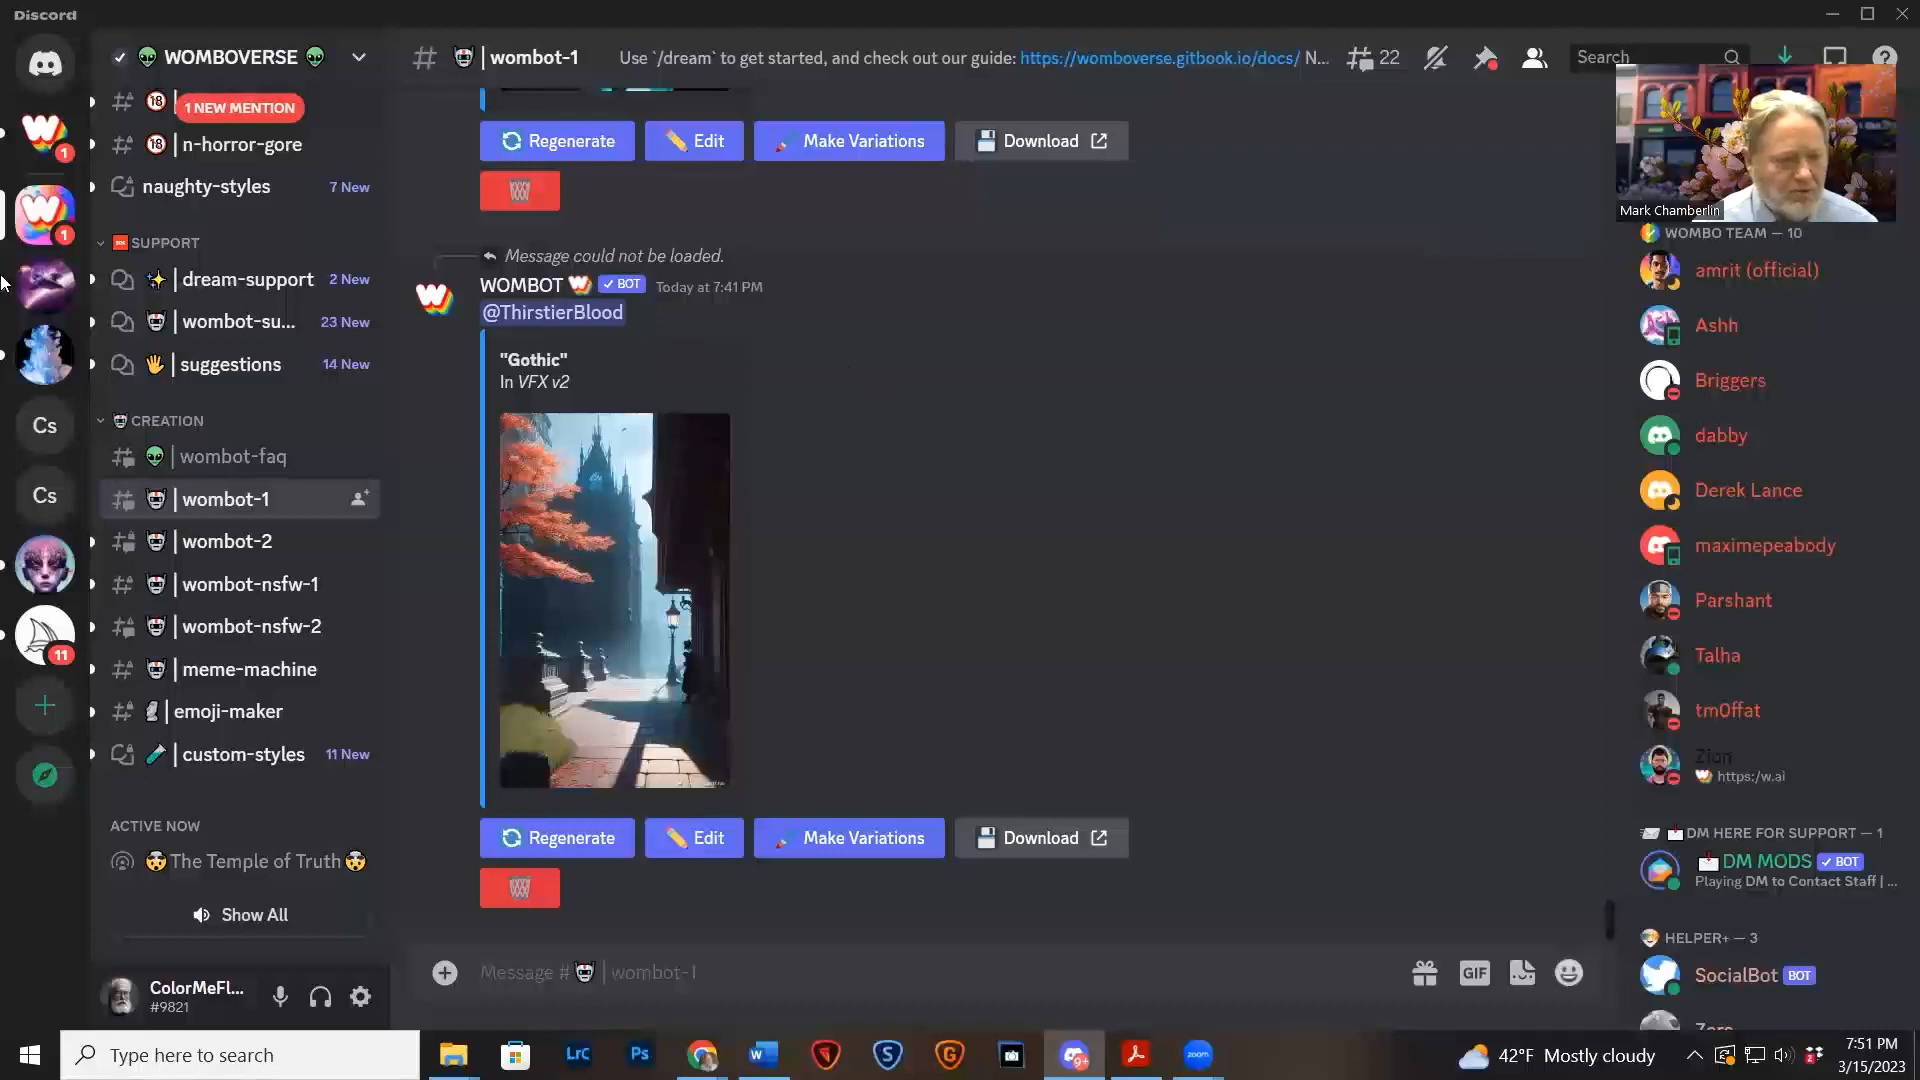 Discord
WOMBOVERSE
1 NEW MENTION
n-horror-gore
naughty-styles 7 New
SUPPORT
dream-support 2 New
wombot-su... 23 New
suggestions 14 New
CREATION
wombot-faq
wombot-1
wombot-2
wombot-nsfw-1
wombot-nsfw-2
meme-machine
emoji-maker
custom-styles 11 New
ACTIVE NOW
The Temple of Truth
Show All
ColorMeFl...
#9821
1
1
Cs
Cs
11
wombot-1 Use `/dream` to get started, and check out our guide: https://womboverse.gitbook.io/docs/ N... 22 Search
Regenerate Edit Make Variations Download
Message could not be loaded.
WOMBOT BOT Today at 7:41 PM
@ThirstierBlood
"Gothic"
In VFX v2
Regenerate Edit Make Variations Download
Message # | wombot-1
GIF
Mark Chamberlin
WOMBO TEAM — 10
amrit (official)
Ashh
Briggers
dabby
Derek Lance
maximepeabody
Parshant
Talha
tm0ffat
Zion
https:/w.ai
DM HERE FOR SUPPORT — 1
DM MODS BOT
Playing DM to Contact Staff | ...
HELPER+ — 3
SocialBot BOT
Type here to search
LrC
Ps
zoom
42°F Mostly cloudy
7:51 PM
3/15/2023